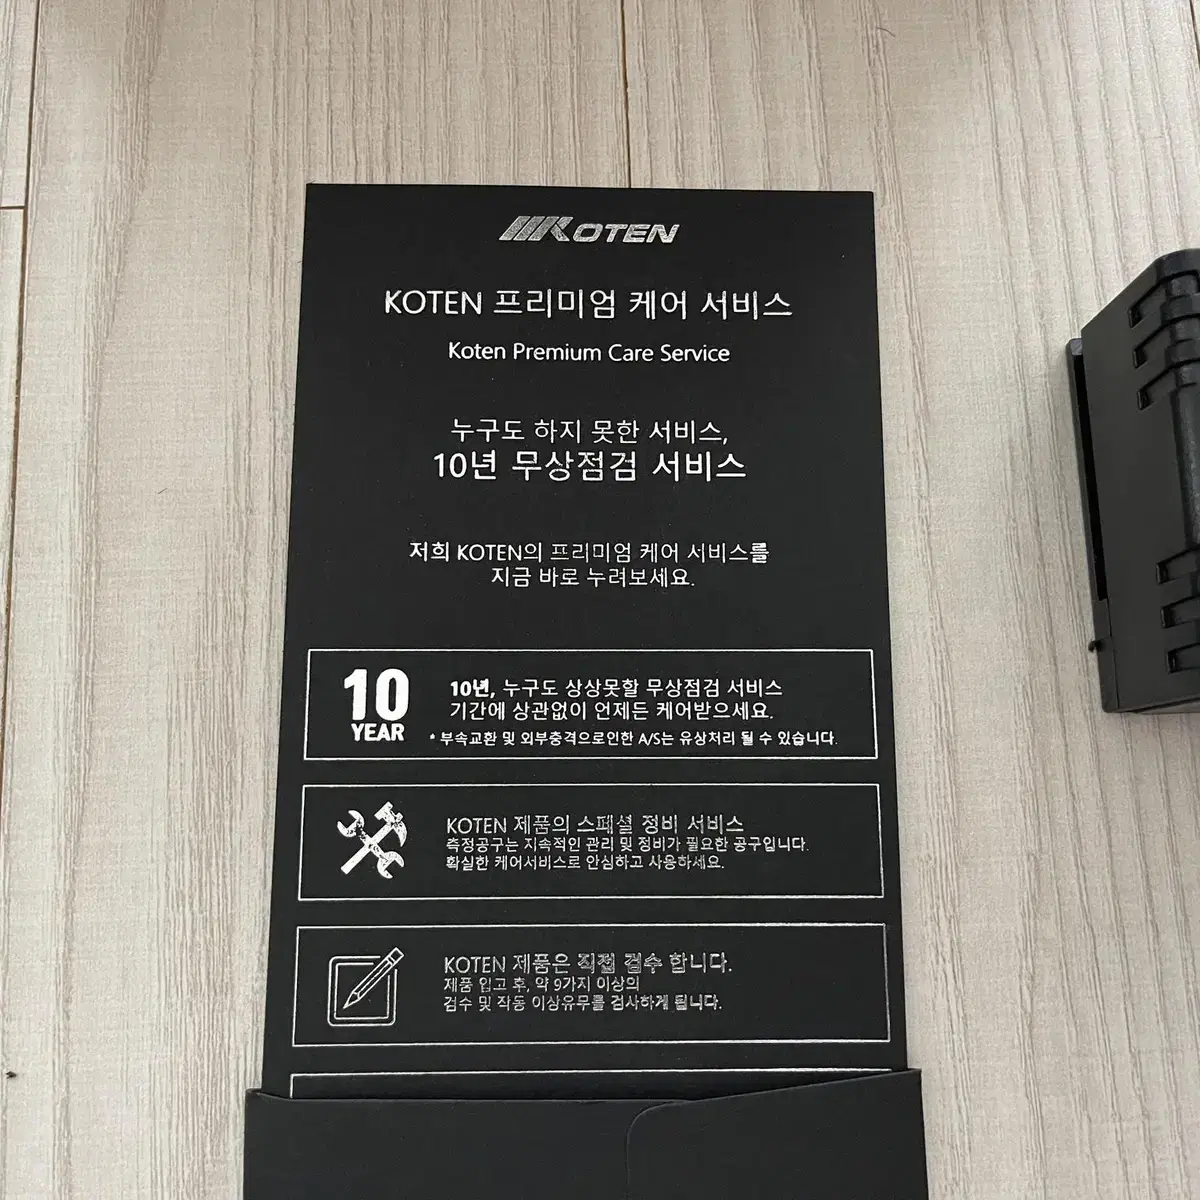 KOTEN
KOTEN 프리미엄 케어 서비스
Koten Premium Care Service
누구도 하지 못한 서비스,
10년 무상점검 서비스
저희 KOTEN의 프리미엄 케어 서비스를
지금 바로 누려보세요.
10
YEAR
10년, 누구도 상상못할 무상점검 서비스
기간에 상관없이 언제든 케어받으세요.
* 부속교환 및 외부충격으로인한 A/S는 유상처리 될 수 있습니다.
KOTEN 제품의 스페셜 정비 서비스
측정공구는 지속적인 관리 및 정비가 필요한 공구입니다.
확실한 케어서비스로 안심하고 사용하세요.
KOTEN 제품은 직접 검수 합니다.
제품 입고 후, 약 9가지 이상의
검수 및 작동 이상유무를 검사하게 됩니다.